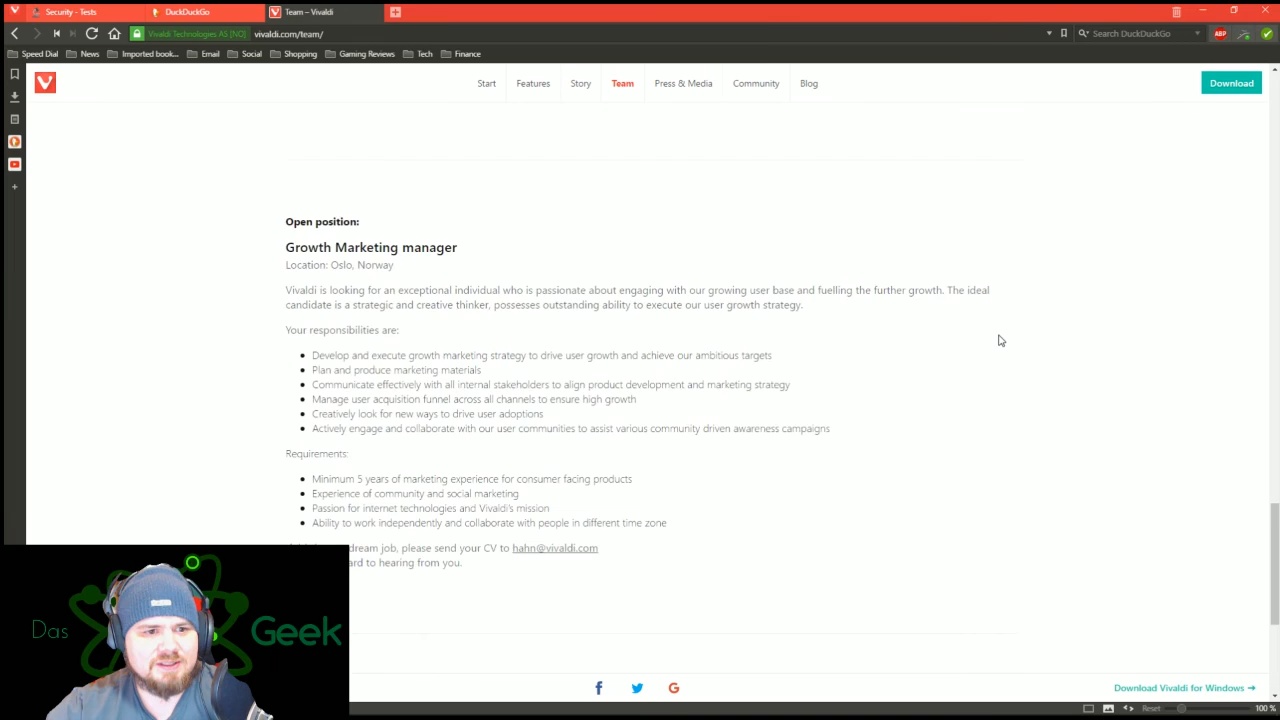 Security - Tests
DuckDuckGo
Team – Vivaldi
Vivaldi Technologies AS [NO]
vivaldi.com/team/
Search DuckDuckGo
ABP
Speed Dial
News
Imported book...
Email
Social
Shopping
Gaming Reviews
Tech
Finance
Start
Features
Story
Team
Press & Media
Community
Blog
Download
Open position:
Growth Marketing manager
Location: Oslo, Norway
Vivaldi is looking for an exceptional individual who is passionate about engaging with our growing user base and fuelling the further growth. The ideal
candidate is a strategic and creative thinker, possesses outstanding ability to execute our user growth strategy.
Your responsibilities are:
Develop and execute growth marketing strategy to drive user growth and achieve our ambitious targets
Plan and produce marketing materials
Communicate effectively with all internal stakeholders to align product development and marketing strategy
Manage user acquisition funnel across all channels to ensure high growth
Creatively look for new ways to drive user adoptions
Actively engage and collaborate with our user communities to assist various community driven awareness campaigns
Requirements:
Minimum 5 years of marketing experience for consumer facing products
Experience of community and social marketing
Passion for internet technologies and Vivaldi's mission
Ability to work independently and collaborate with people in different time zone
dream job, please send your CV to hahn@vivaldi.com
to hearing from you.
Das
Geek
Download Vivaldi for Windows
Reset
100 %